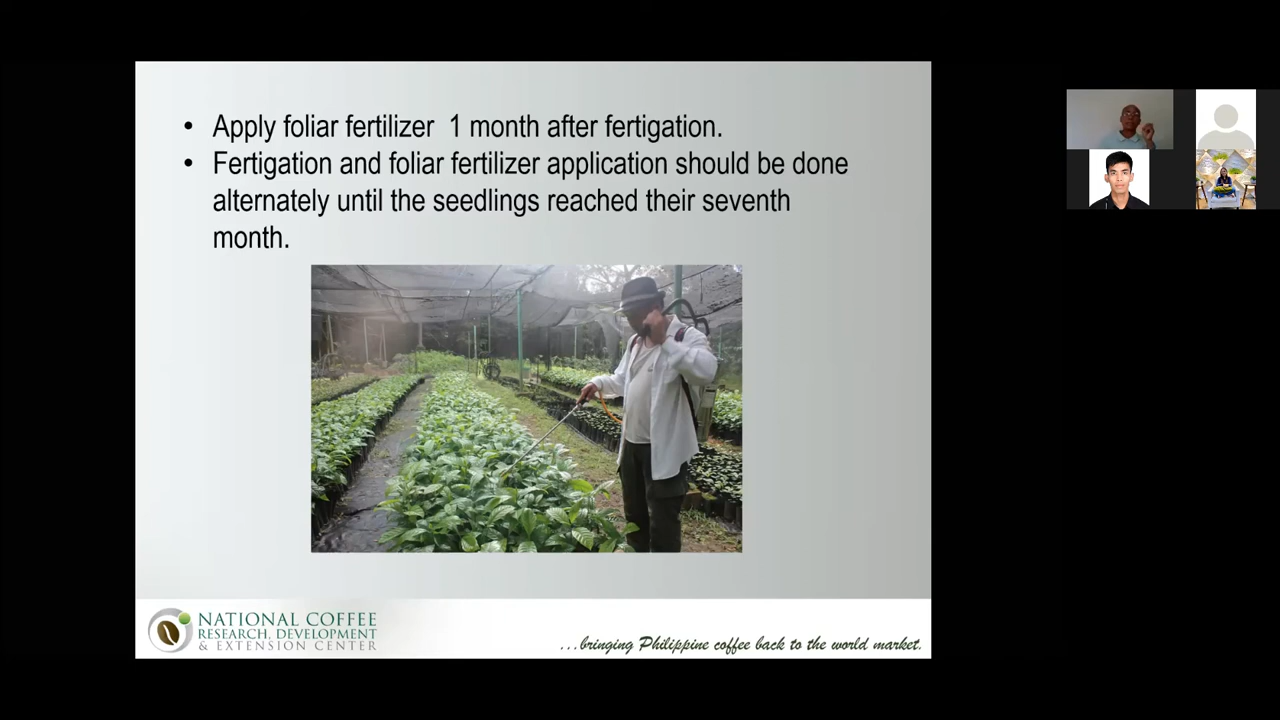 • Apply foliar fertilizer 1 month after fertigation.
• Fertigation and foliar fertilizer application should be done
alternately until the seedlings reached their seventh
month.
NATIONAL COFFEE
RESEARCH, DEVELOPMENT
& EXTENSION CENTER
...bringing Philippine coffee back to the world market.